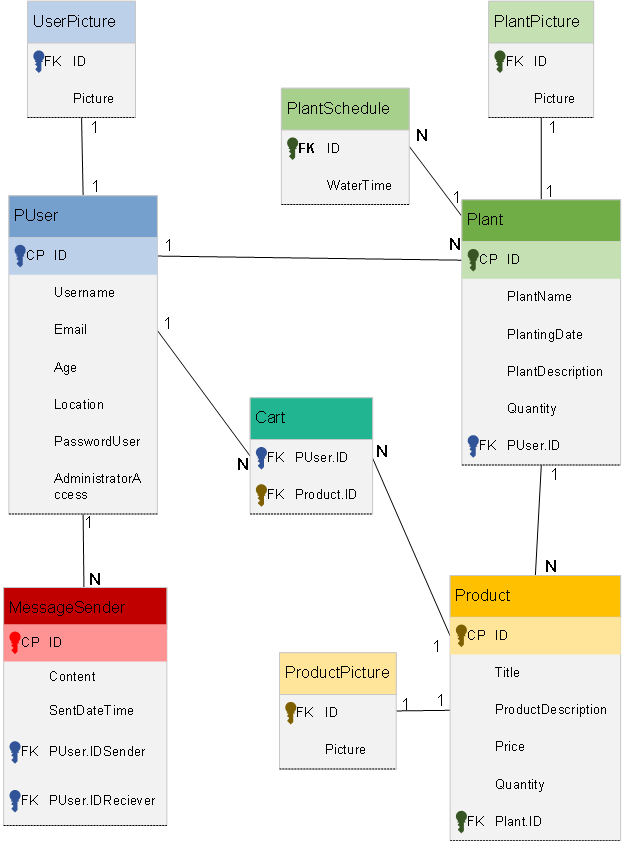 UserPicture
FK ID
Picture
1
1
PUser
CP ID
Username
Email
Age
Location
PasswordUser
AdministratorA
ccess
1
N
MessageSender
CP ID
Content
SentDateTime
FK PUser.IDSender
FK PUser.IDReciever
PlantSchedule
FK ID
WaterTime
N
1
PlantPicture
FK ID
Picture
1
1
Plant
CP ID
PlantName
PlantingDate
PlantDescription
Quantity
FK PUser.ID
1
N
1
N
Cart
FK PUser.ID
FK Product.ID
N
1
1
N
Product
CP ID
Title
ProductDescription
Price
Quantity
FK Plant.ID
ProductPicture
FK ID
Picture
1
1